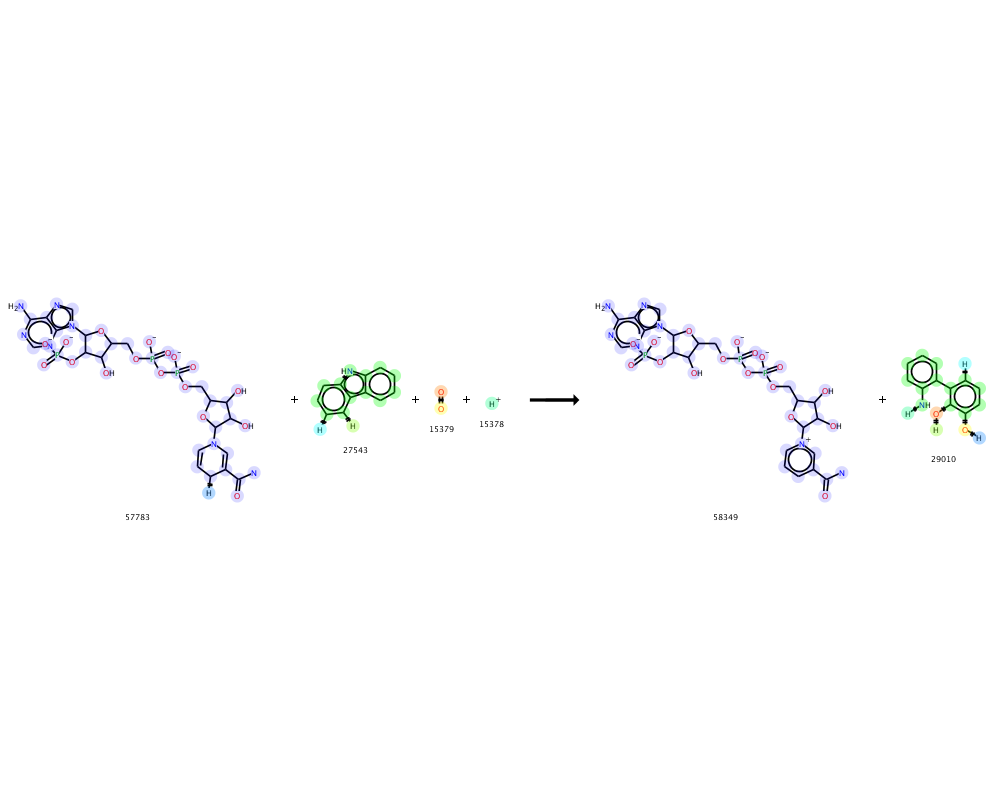 H₂N N N N N O O⁻ O⁻ P O O OH O O⁻ P O O⁻ O P O O OH OH O N N O H
57783
+
HN H H
27543
+
O O
15379
+
H⁺
15378
H₂N N N N N O O⁻ O⁻ P O O OH O O⁻ P O O⁻ O P O O OH OH O N⁺ N O
58349
+
H NH O H H O H
29010